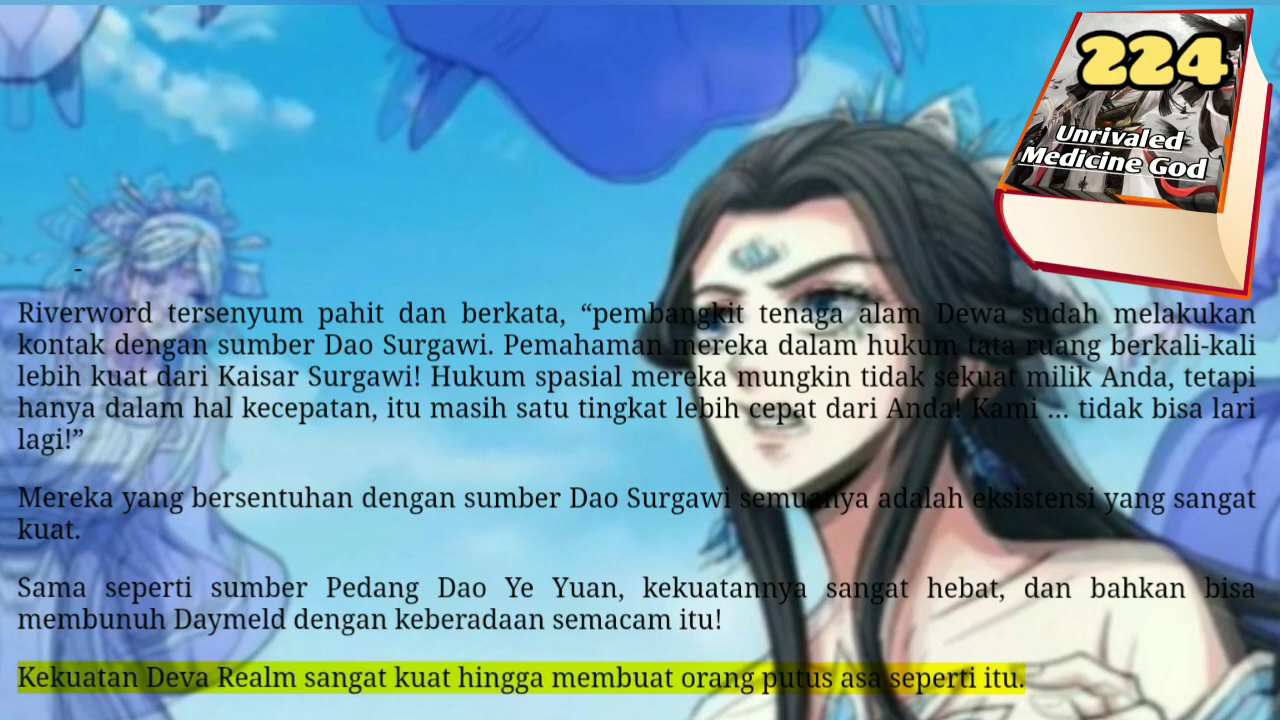 224
Unrivaled
Medicine God
-
Riverword tersenyum pahit dan berkata, “pembangkit tenaga alam Dewa sudah melakukan
kontak dengan sumber Dao Surgawi. Pemahaman mereka dalam hukum tata ruang berkali-kali
lebih kuat dari Kaisar Surgawi! Hukum spasial mereka mungkin tidak sekuat milik Anda, tetapi
hanya dalam hal kecepatan, itu masih satu tingkat lebih cepat dari Anda! Kami ... tidak bisa lari
lagi!”
Mereka yang bersentuhan dengan sumber Dao Surgawi semuanya adalah eksistensi yang sangat
kuat.
Sama seperti sumber Pedang Dao Ye Yuan, kekuatannya sangat hebat, dan bahkan bisa
membunuh Daymeld dengan keberadaan semacam itu!
Kekuatan Deva Realm sangat kuat hingga membuat orang putus asa seperti itu.